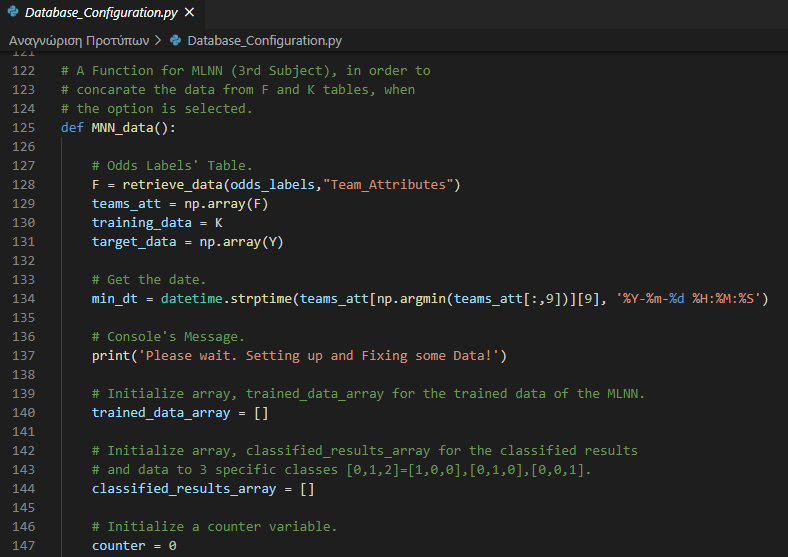 Database_Configuration.py ×
Αναγνώριση Προτύπων > Database_Configuration.py
121
122 # A Function for MLNN (3rd Subject), in order to
123 # concarate the data from F and K tables, when
124 # the option is selected.
125 def MNN_data():
126
127 # Odds Labels' Table.
128 F = retrieve_data(odds_labels,"Team_Attributes")
129 teams_att = np.array(F)
130 training_data = K
131 target_data = np.array(Y)
132
133 # Get the date.
134 min_dt = datetime.strptime(teams_att[np.argmin(teams_att[:,9])][9], '%Y-%m-%d %H:%M:%S')
135
136 # Console's Message.
137 print('Please wait. Setting up and Fixing some Data!')
138
139 # Initialize array, trained_data_array for the trained data of the MLNN.
140 trained_data_array = []
141
142 # Initialize array, classified_results_array for the classified results
143 # and data to 3 specific classes [0,1,2]=[1,0,0],[0,1,0],[0,0,1].
144 classified_results_array = []
145
146 # Initialize a counter variable.
147 counter = 0